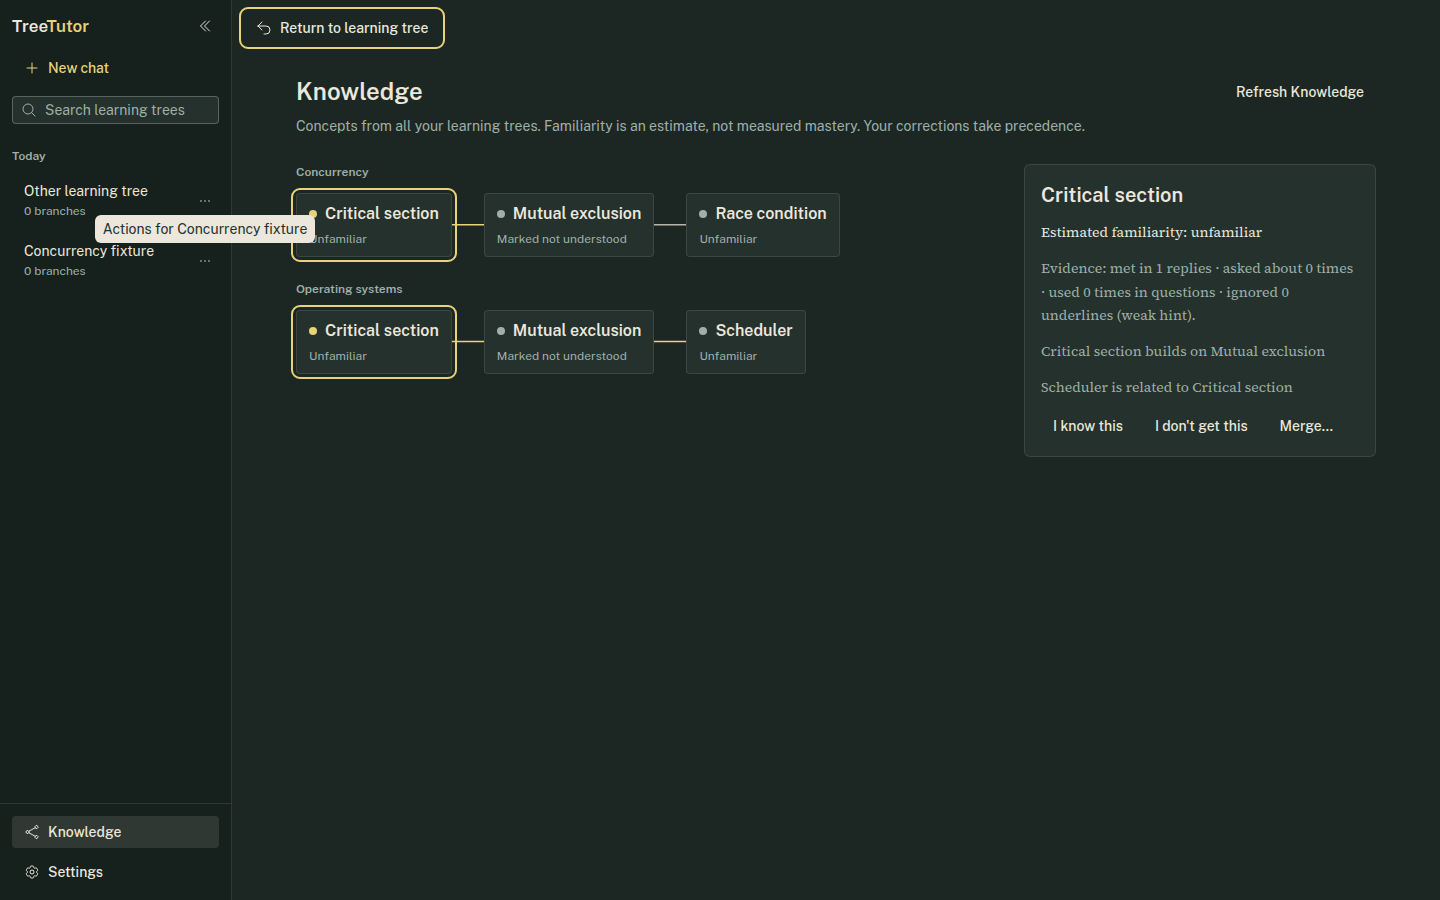 TreeTutor
New chat
Search learning trees
Today
Other learning tree
0 branches
Actions for Concurrency fixture
Concurrency fixture
0 branches
Knowledge
Settings
Return to learning tree
Knowledge
Refresh Knowledge
Concepts from all your learning trees. Familiarity is an estimate, not measured mastery. Your corrections take precedence.
Concurrency
Critical section
Unfamiliar
Mutual exclusion
Marked not understood
Race condition
Unfamiliar
Operating systems
Critical section
Unfamiliar
Mutual exclusion
Marked not understood
Scheduler
Unfamiliar
Critical section
Estimated familiarity: unfamiliar
Evidence: met in 1 replies · asked about 0 times
· used 0 times in questions · ignored 0
underlines (weak hint).
Critical section builds on Mutual exclusion
Scheduler is related to Critical section
I know this
I don't get this
Merge...